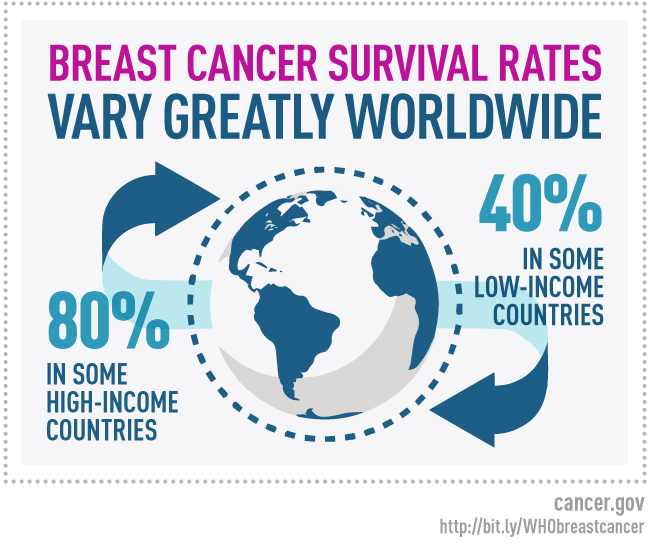 BREAST CANCER SURVIVAL RATES
VARY GREATLY WORLDWIDE
40%
IN SOME
LOW-INCOME
COUNTRIES
80%
IN SOME
HIGH-INCOME
COUNTRIES
cancer.gov
http://bit.ly/WHObreastcancer